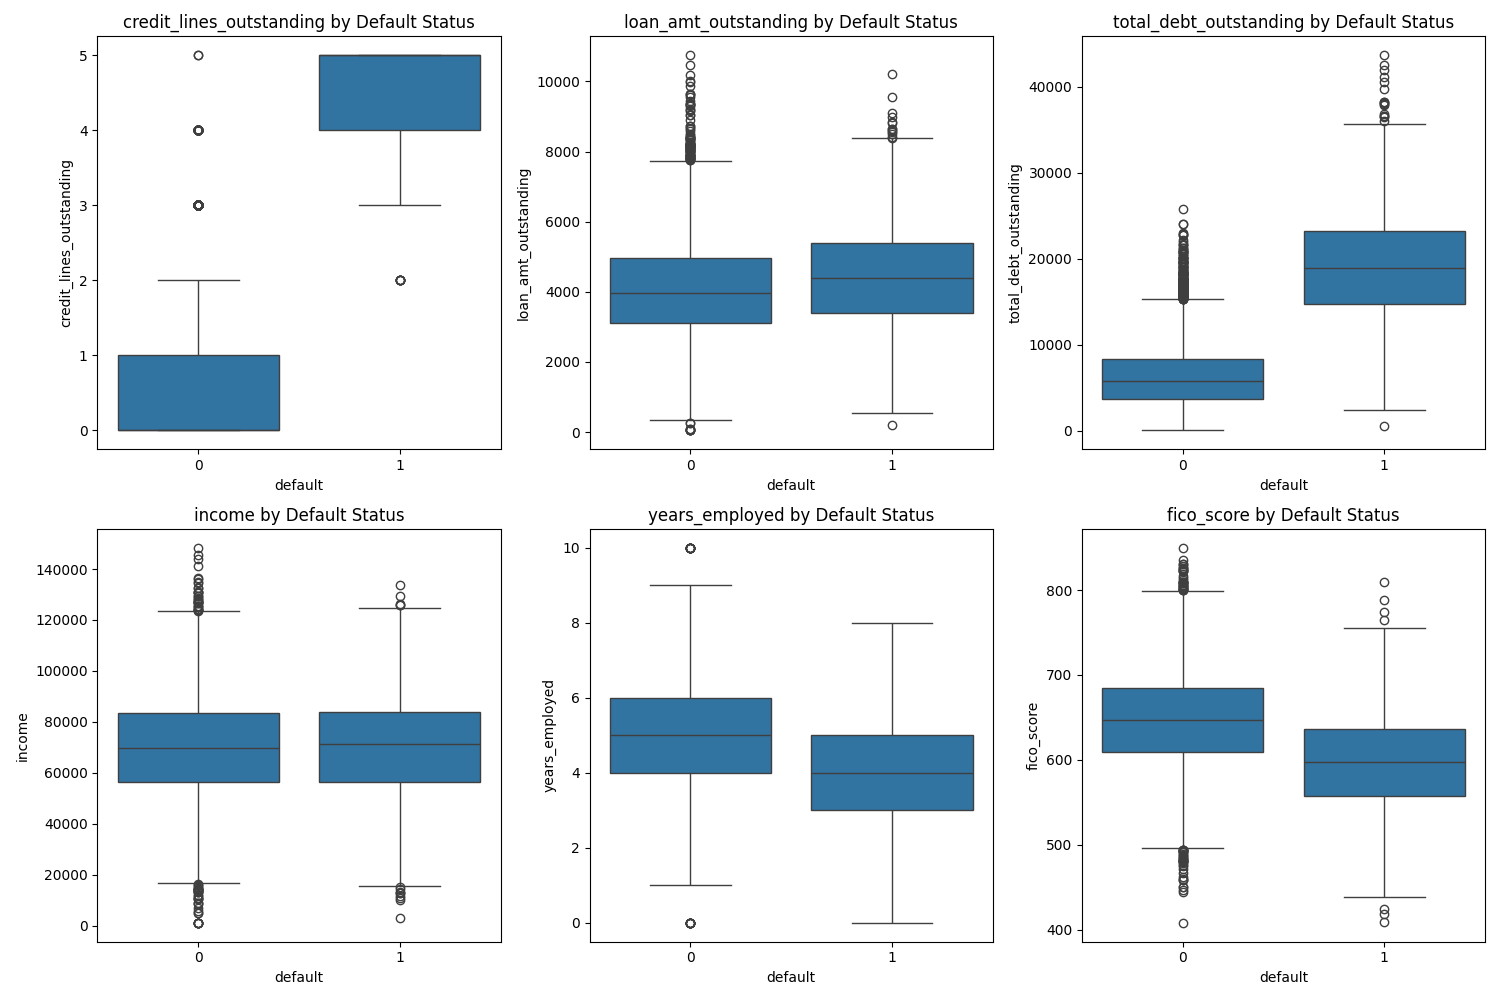 credit_lines_outstanding by Default Status
5
4
3
2
1
0
credit_lines_outstanding
0 1
default
loan_amt_outstanding by Default Status
10000
8000
6000
4000
2000
0
loan_amt_outstanding
0 1
default
total_debt_outstanding by Default Status
40000
30000
20000
10000
0
total_debt_outstanding
0 1
default
income by Default Status
140000
120000
100000
80000
60000
40000
20000
0
income
0 1
default
years_employed by Default Status
10
8
6
4
2
0
years_employed
0 1
default
fico_score by Default Status
800
700
600
500
400
fico_score
0 1
default